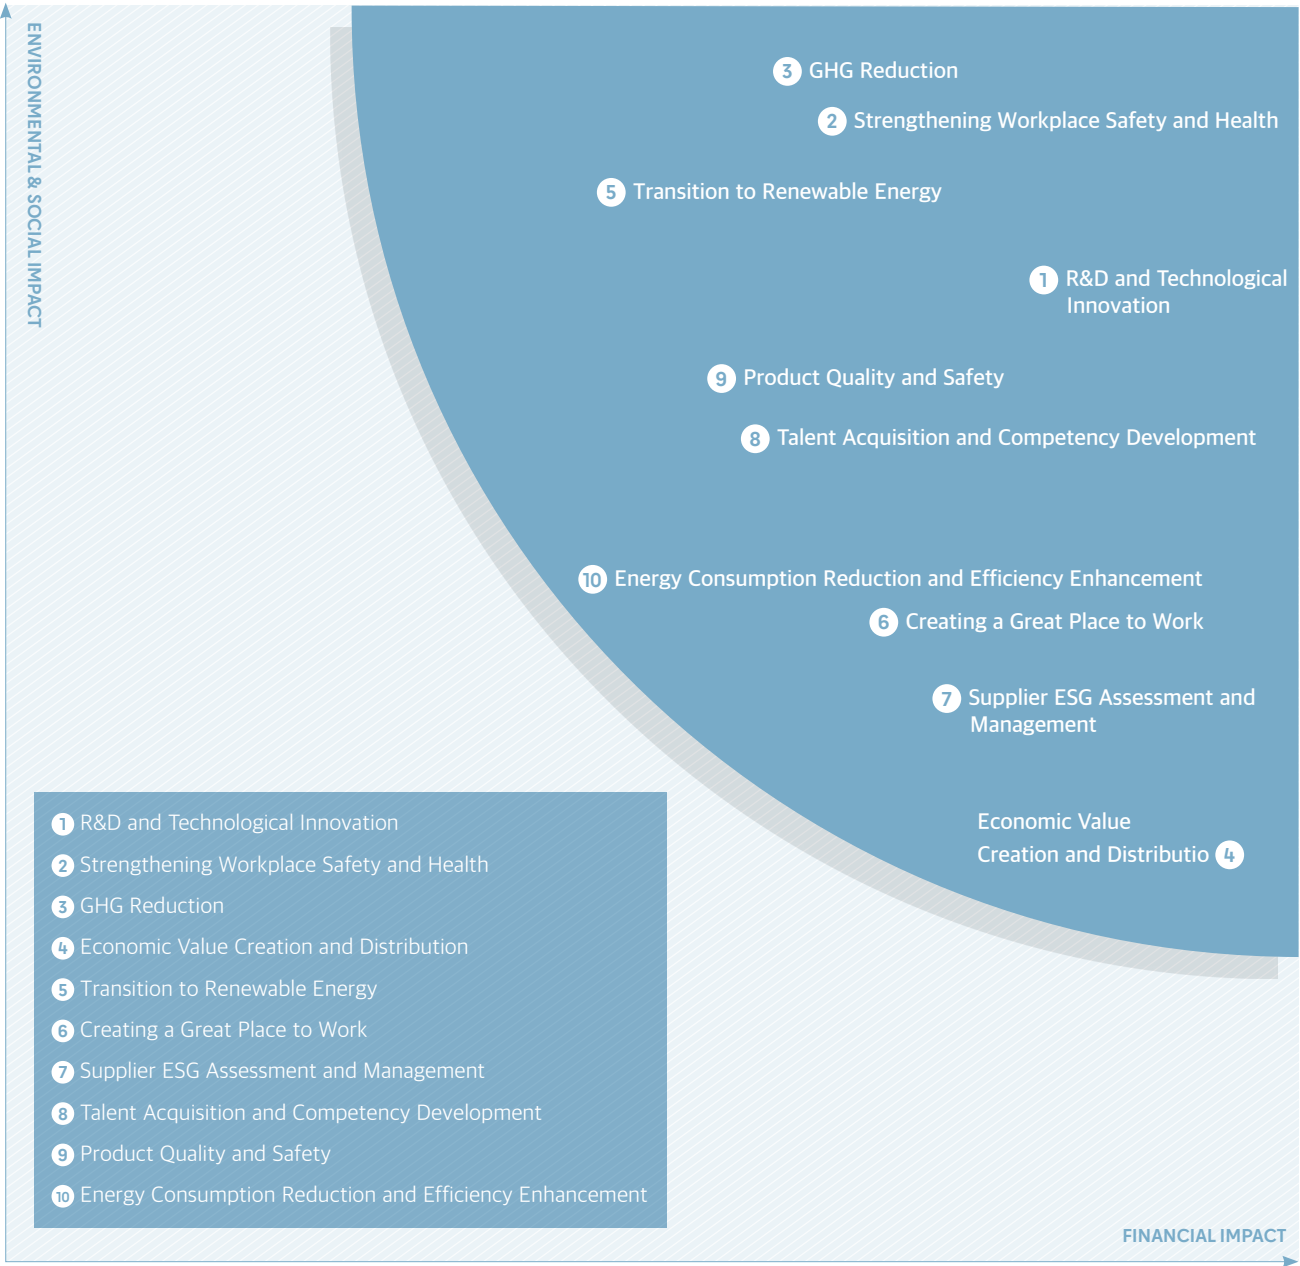 ENVIRONMENTAL & SOCIAL IMPACT
3 GHG Reduction
2 Strengthening Workplace Safety and Health
5 Transition to Renewable Energy
1 R&D and Technological
Innovation
9 Product Quality and Safety
8 Talent Acquisition and Competency Development
10 Energy Consumption Reduction and Efficiency Enhancement
6 Creating a Great Place to Work
7 Supplier ESG Assessment and
Management
Economic Value
Creation and Distributio 4
1 R&D and Technological Innovation
2 Strengthening Workplace Safety and Health
3 GHG Reduction
4 Economic Value Creation and Distribution
5 Transition to Renewable Energy
6 Creating a Great Place to Work
7 Supplier ESG Assessment and Management
8 Talent Acquisition and Competency Development
9 Product Quality and Safety
10 Energy Consumption Reduction and Efficiency Enhancement
FINANCIAL IMPACT